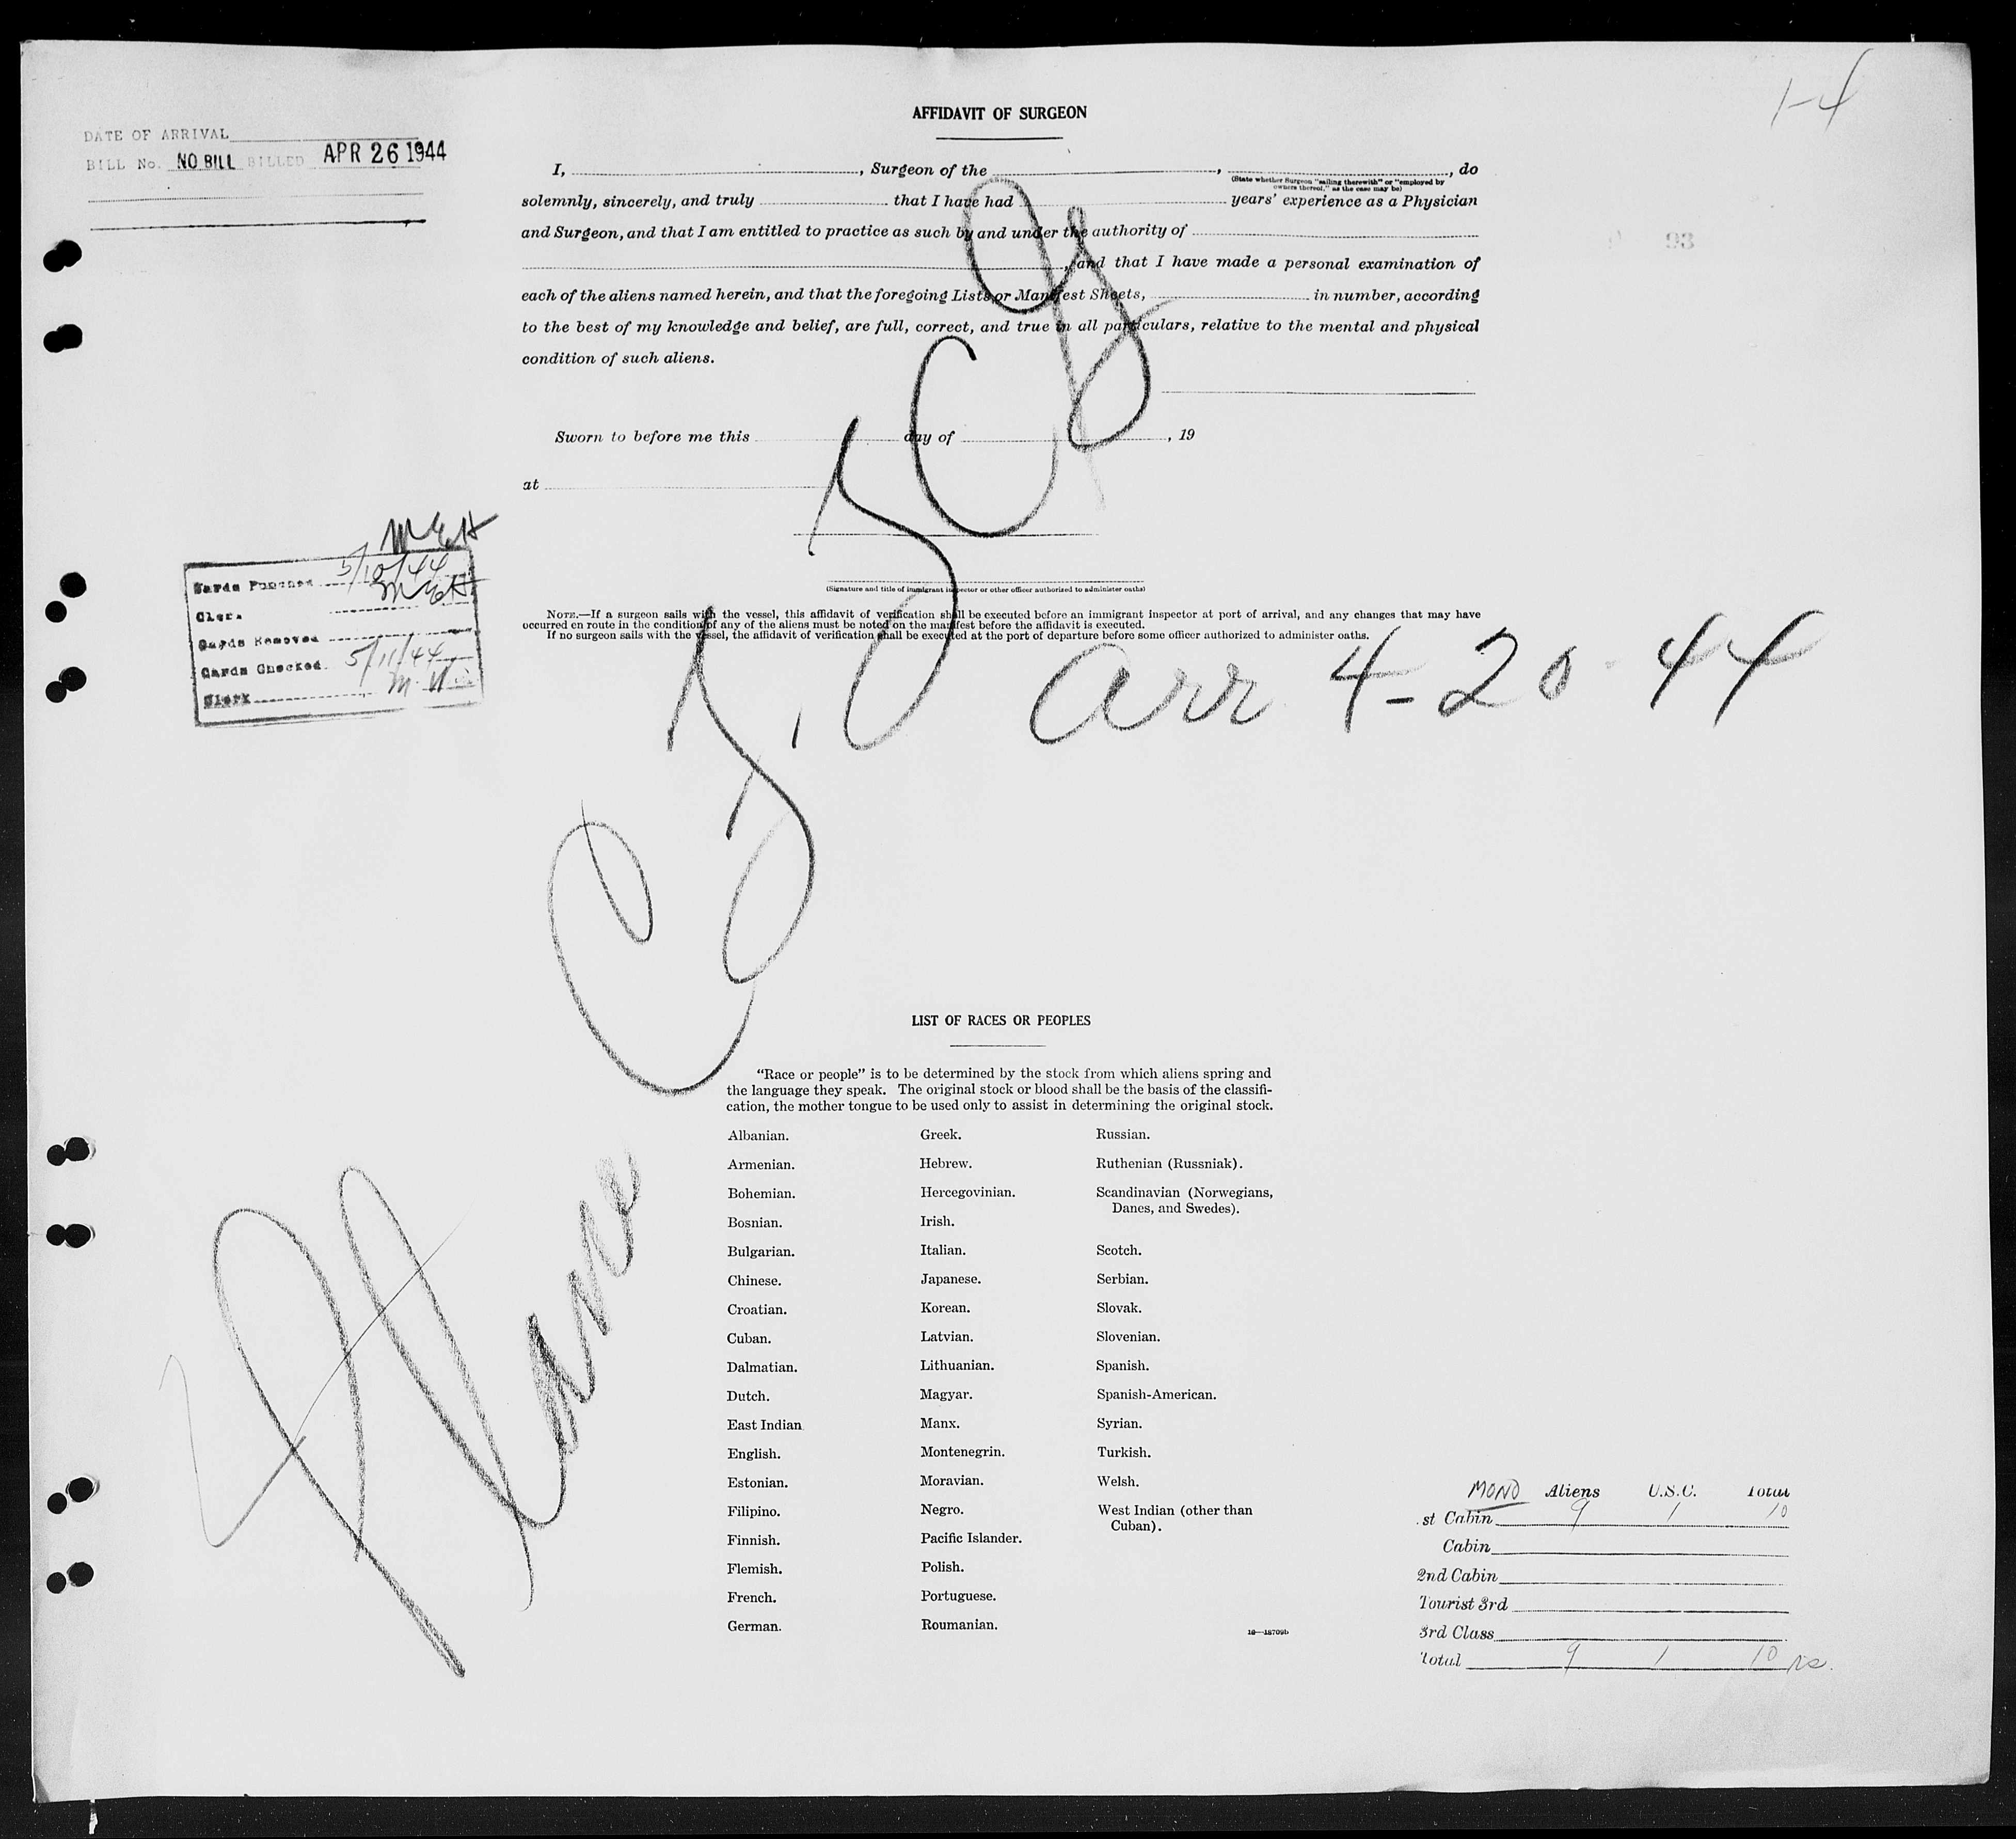 1-4
AFFIDAVIT OF SURGEON
DATE OF ARRIVAL
BILL No. NO BILL BILLED APR 26 1944
I, , Surgeon of the , , do
(State whether Surgeon "sailing therewith" or "employed by
owners thereof," as the case may be)
solemnly, sincerely, and truly that I have had years' experience as a Physician
and Surgeon, and that I am entitled to practice as such by and under the authority of
, and that I have made a personal examination of
each of the aliens named herein, and that the foregoing Lists or Manifest Sheets, in number, according
to the best of my knowledge and belief, are full, correct, and true in all particulars, relative to the mental and physical
condition of such aliens.
93
Sworn to before me this day of , 19
at
(Signature and title of immigrant inspector or other officer authorized to administer oaths)
NOTE.—If a surgeon sails with the vessel, this affidavit of verification shall be executed before an immigrant inspector at port of arrival, and any changes that may have
occurred en route in the condition of any of the aliens must be noted on the manifest before the affidavit is executed.
If no surgeon sails with the vessel, the affidavit of verification shall be executed at the port of departure before some officer authorized to administer oaths.
Cards Punched 5/10/44
Clerk
Cards Removed
Cards Checked 5/11/44
Clerk
arr 4-20-44
Plane
LIST OF RACES OR PEOPLES
"Race or people" is to be determined by the stock from which aliens spring and
the language they speak. The original stock or blood shall be the basis of the classifi-
cation, the mother tongue to be used only to assist in determining the original stock.
Albanian. Greek. Russian.
Armenian. Hebrew. Ruthenian (Russniak).
Bohemian. Hercegovinian. Scandinavian (Norwegians,
Danes, and Swedes).
Bosnian. Irish.
Bulgarian. Italian. Scotch.
Chinese. Japanese. Serbian.
Croatian. Korean. Slovak.
Cuban. Latvian. Slovenian.
Dalmatian. Lithuanian. Spanish.
Dutch. Magyar. Spanish-American.
East Indian Manx. Syrian.
English. Montenegrin. Turkish.
Estonian. Moravian. Welsh.
Filipino. Negro. West Indian (other than
Cuban).
Finnish. Pacific Islander.
Flemish. Polish.
French. Portuguese.
German. Roumanian.
16—18709b
MOND Aliens U.S.C. Total
st Cabin 9 1 10
Cabin
2nd Cabin
Tourist 3rd
3rd Class
Total 9 1 10